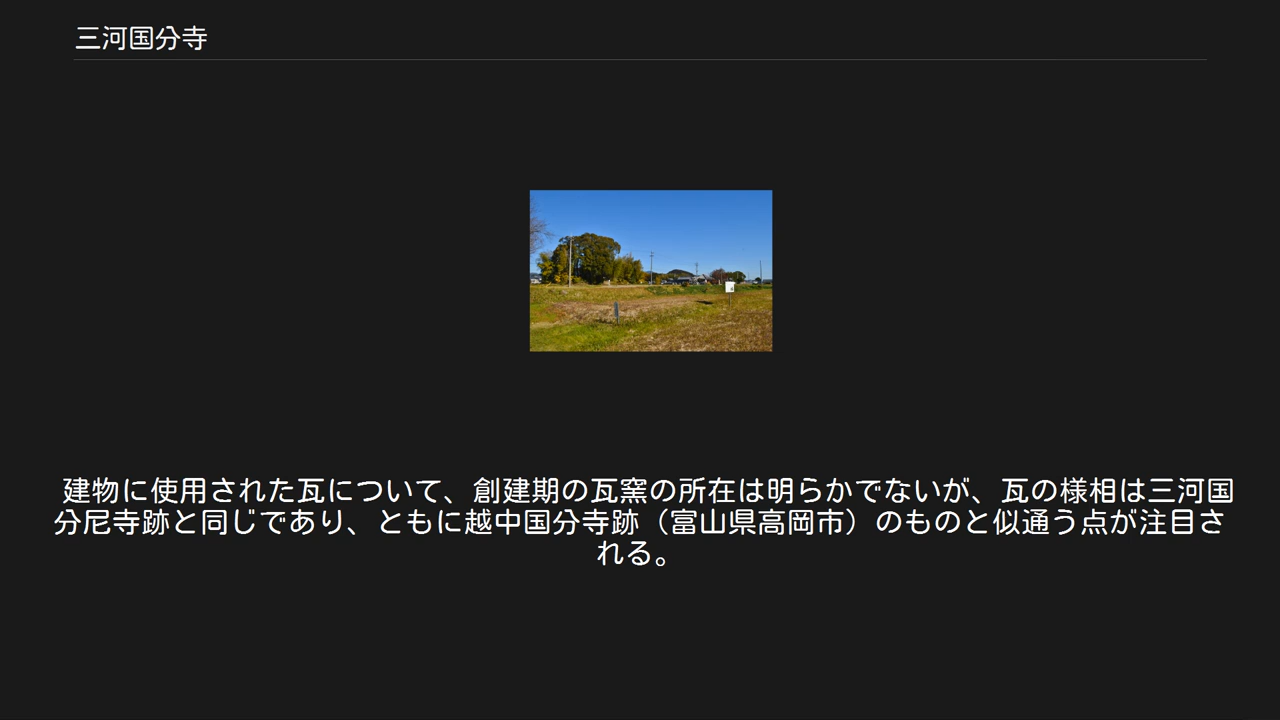 三河国分寺
建物に使用された瓦について、創建期の瓦窯の所在は明らかでないが、瓦の様相は三河国
分尼寺跡と同じであり、ともに越中国分寺跡（富山県高岡市）のものと似通う点が注目さ
れる。